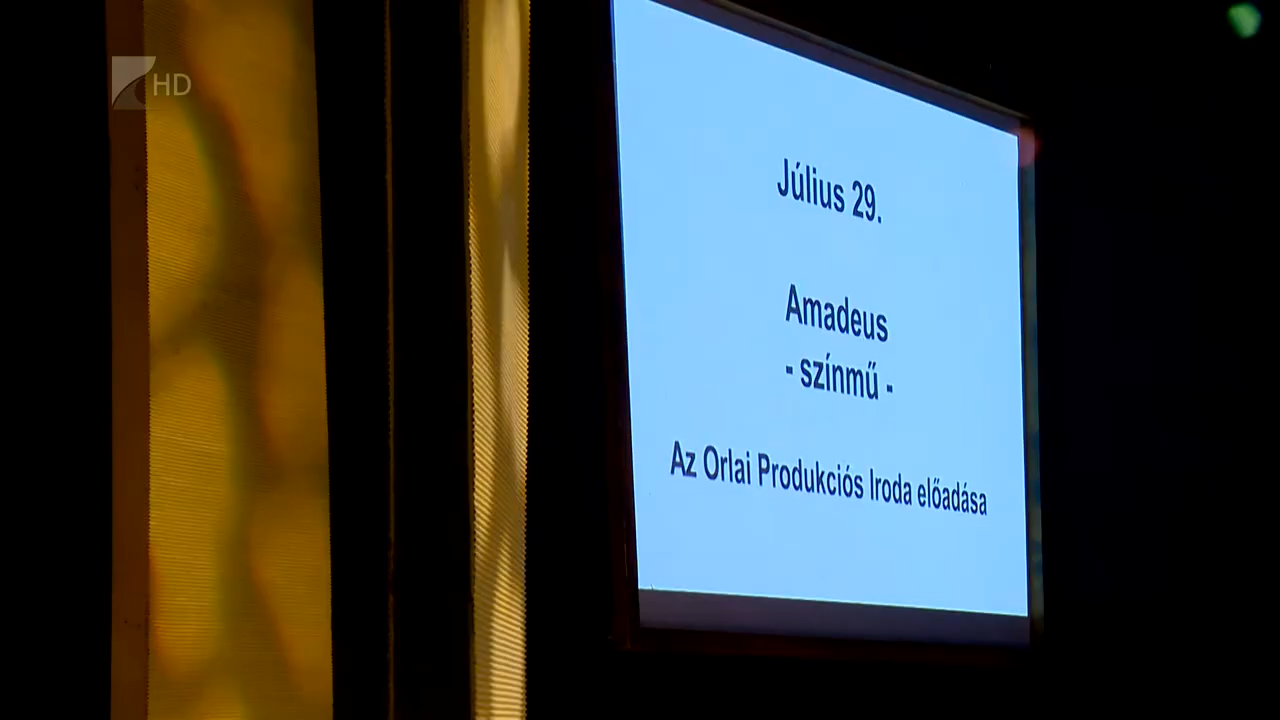 HD
Július 29.
Amadeus
- színmű -
Az Orlai Produkciós Iroda előadása